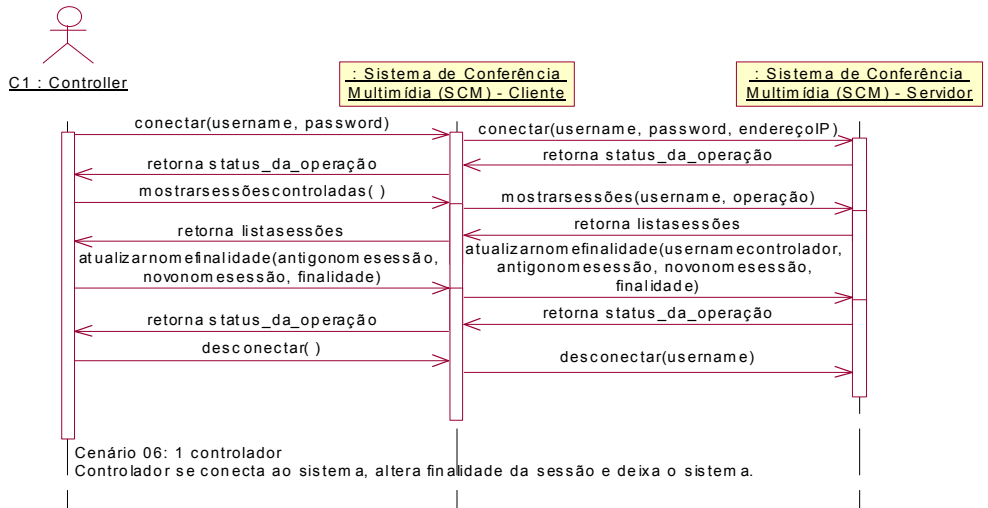 C1 : Controller
: Sistema de Conferência
Multimídia (SCM) - Cliente
: Sistema de Conferência
Multimídia (SCM) - Servidor
conectar(username, password)
conectar(username, password, endereçoIP)
retorna status_da_operação
retorna status_da_operação
mostrarsessõescontroladas( )
mostrarsessões(username, operação)
retorna listasessões
retorna listasessões
atualizarnomefinalidade(antigonomesessão,
novonomesessão, finalidade)
atualizarnomefinalidade(usernamecontrolador,
antigonomesessão, novonomesessão,
finalidade)
retorna status_da_operação
retorna status_da_operação
desconectar( )
desconectar(username)
Cenário 06: 1 controlador
Controlador se conecta ao sistema, altera finalidade da sessão e deixa o sistema.